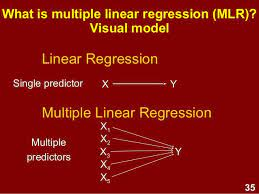 What is multiple linear regression (MLR)?
Visual model
Linear Regression
Single predictor X Y
Multiple Linear Regression
X₁
X₂
Multiple X₃ Y
predictors X₄
X₅
35